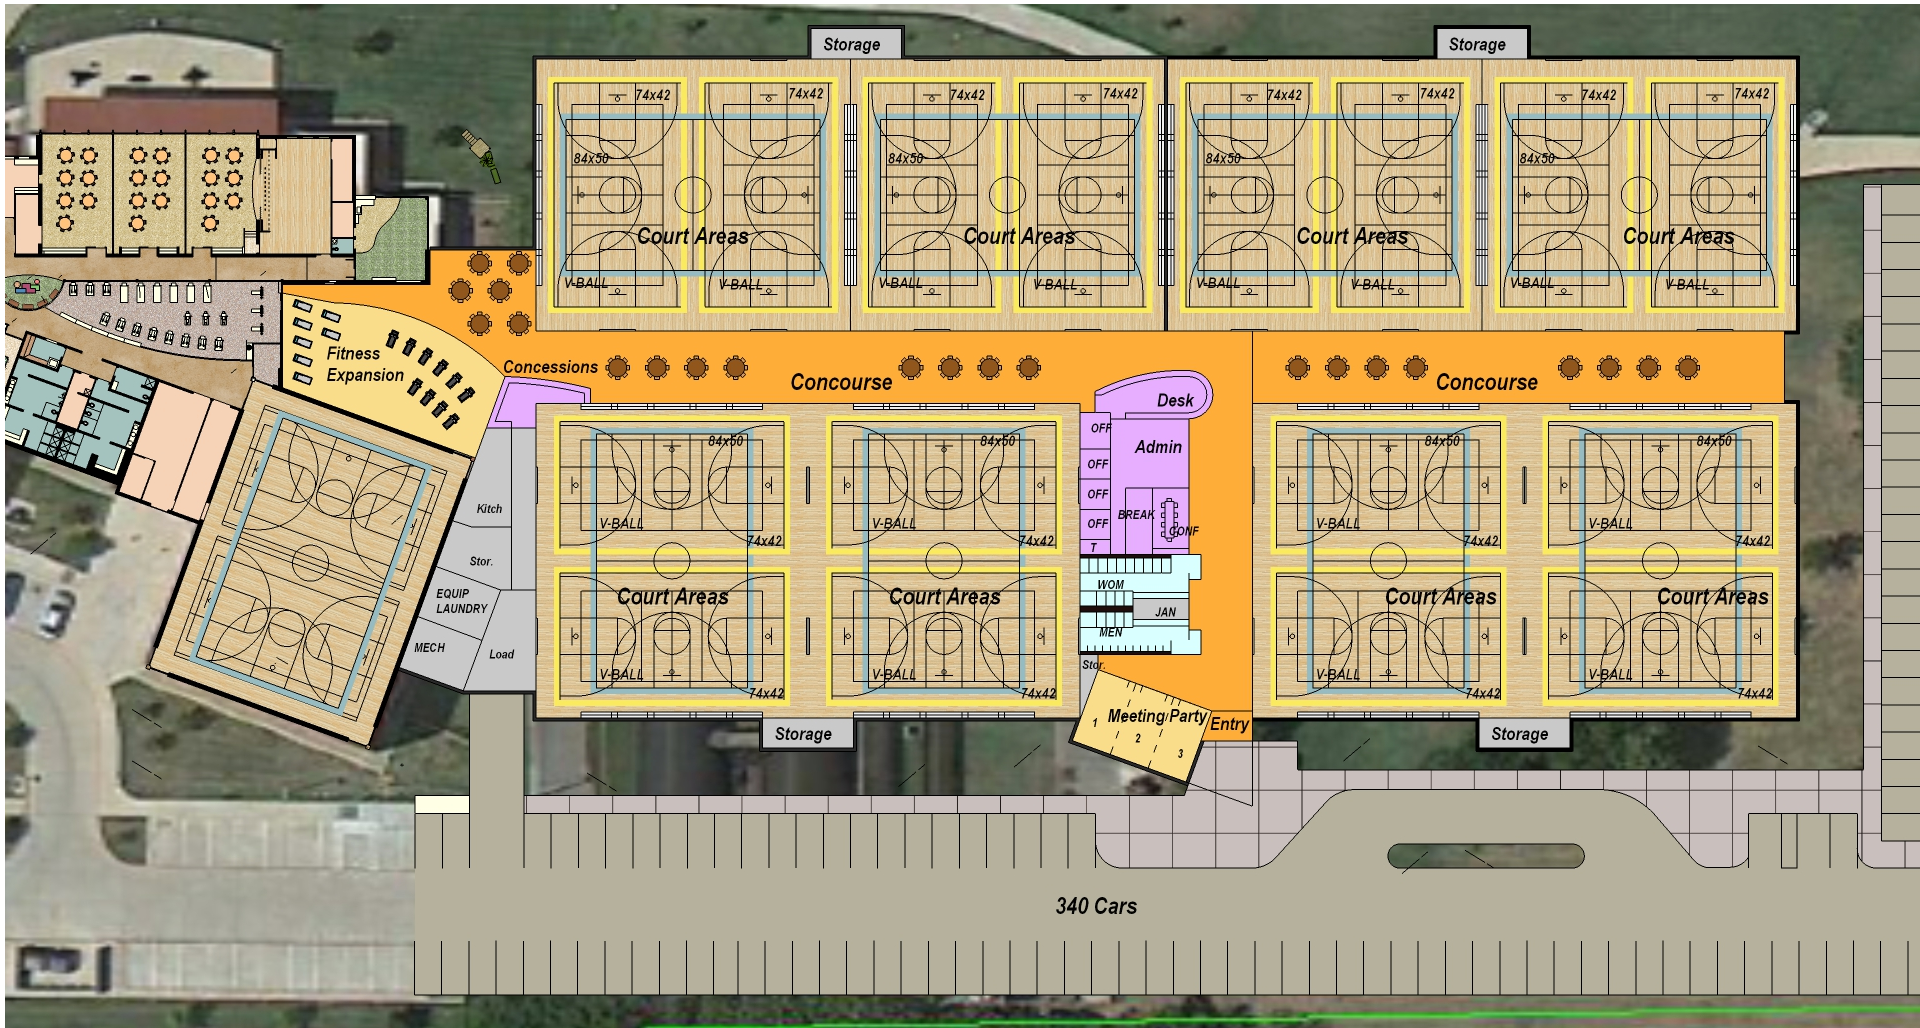 Storage
Storage
74x42
74x42
74x42
74x42
74x42
74x42
74x42
74x42
84x50
84x50
84x50
84x50
Court Areas
Court Areas
Court Areas
Court Areas
V-BALL
V-BALL
V-BALL
V-BALL
V-BALL
V-BALL
V-BALL
V-BALL
Fitness
Expansion
Concessions
Concourse
Concourse
Desk
OFF
Admin
OFF
OFF
OFF
BREAK
CONF
T
84x50
84x50
84x50
84x50
Kitch
V-BALL
V-BALL
V-BALL
V-BALL
74x42
74x42
74x42
74x42
Stor.
EQUIP
LAUNDRY
MECH
Load
Court Areas
Court Areas
WOM
JAN
MEN
Court Areas
Court Areas
V-BALL
V-BALL
V-BALL
V-BALL
74x42
74x42
74x42
74x42
Stor.
Meeting Party
1
2
3
Entry
Storage
Storage
340 Cars